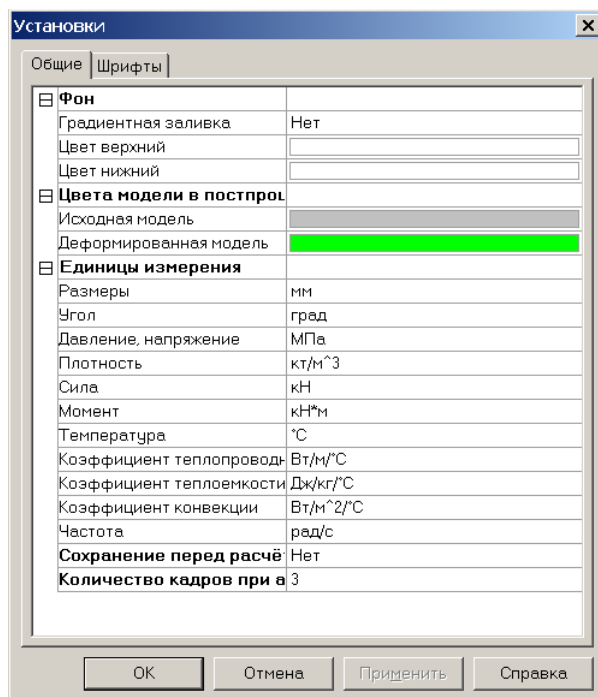 Установки
Общие Шрифты
Фон
Градиентная заливка Нет
Цвет верхний
Цвет нижний
Цвета модели в постпроц
Исходная модель
Деформированная модель
Единицы измерения
Размеры мм
Угол град
Давление, напряжение МПа
Плотность кг/м^3
Сила кН
Момент кН*м
Температура °C
Коэффициент теплопроводн Вт/м/°C
Коэффициент теплоемкости Дж/кг/°C
Коэффициент конвекции Вт/м^2/°C
Частота рад/с
Сохранение перед расчё Нет
Количество кадров при а 3
ОК Отмена Применить Справка